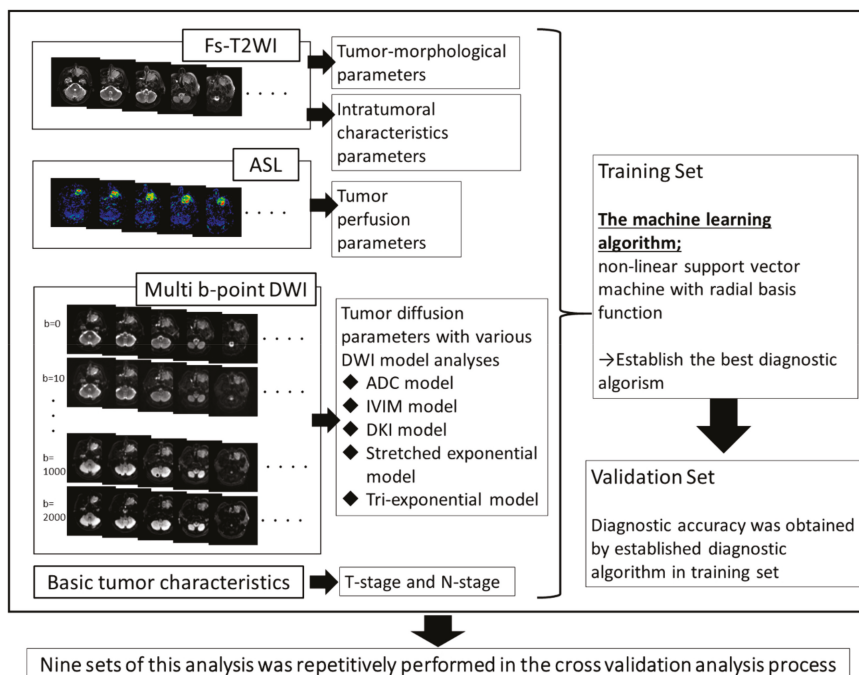 Fs-T2WI
. . . .
Tumor-morphological
parameters
Intratumoral
characteristics
parameters
ASL
Tumor
perfusion
parameters
Multi b-point DWI
b=0
. . . .
b=10
. . . .
.
.
.
b=
1000
. . . .
b=
2000
. . . .
Tumor diffusion
parameters with various
DWI model analyses
◆ ADC model
◆ IVIM model
◆ DKI model
◆ Stretched exponential
model
◆ Tri-exponential model
Basic tumor characteristics
T-stage and N-stage
Training Set
The machine learning
algorithm;
non-linear support vector
machine with radial basis
function
→Establish the best diagnostic
algorism
Validation Set
Diagnostic accuracy was obtained
by established diagnostic
algorithm in training set
Nine sets of this analysis was repetitively performed in the cross validation analysis process